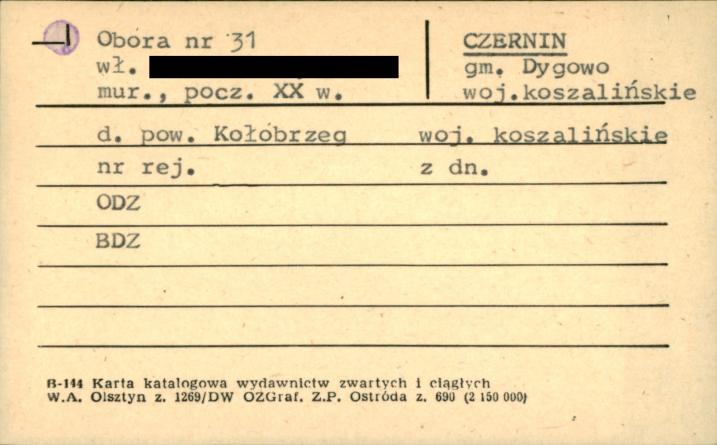 Obora nr 31
wł.
mur., pocz. XX w.
CZERNIN
gm. Dygowo
woj.koszalińskie
d. pow. Kołobrzeg woj. koszalińskie
nr rej. z dn.
ODZ
BDZ
B-144 Karta katalogowa wydawnictw zwartych i ciągłych
W.A. Olsztyn z. 1269/DW OZGraf. Z.P. Ostróda z. 690 (2 150 000)